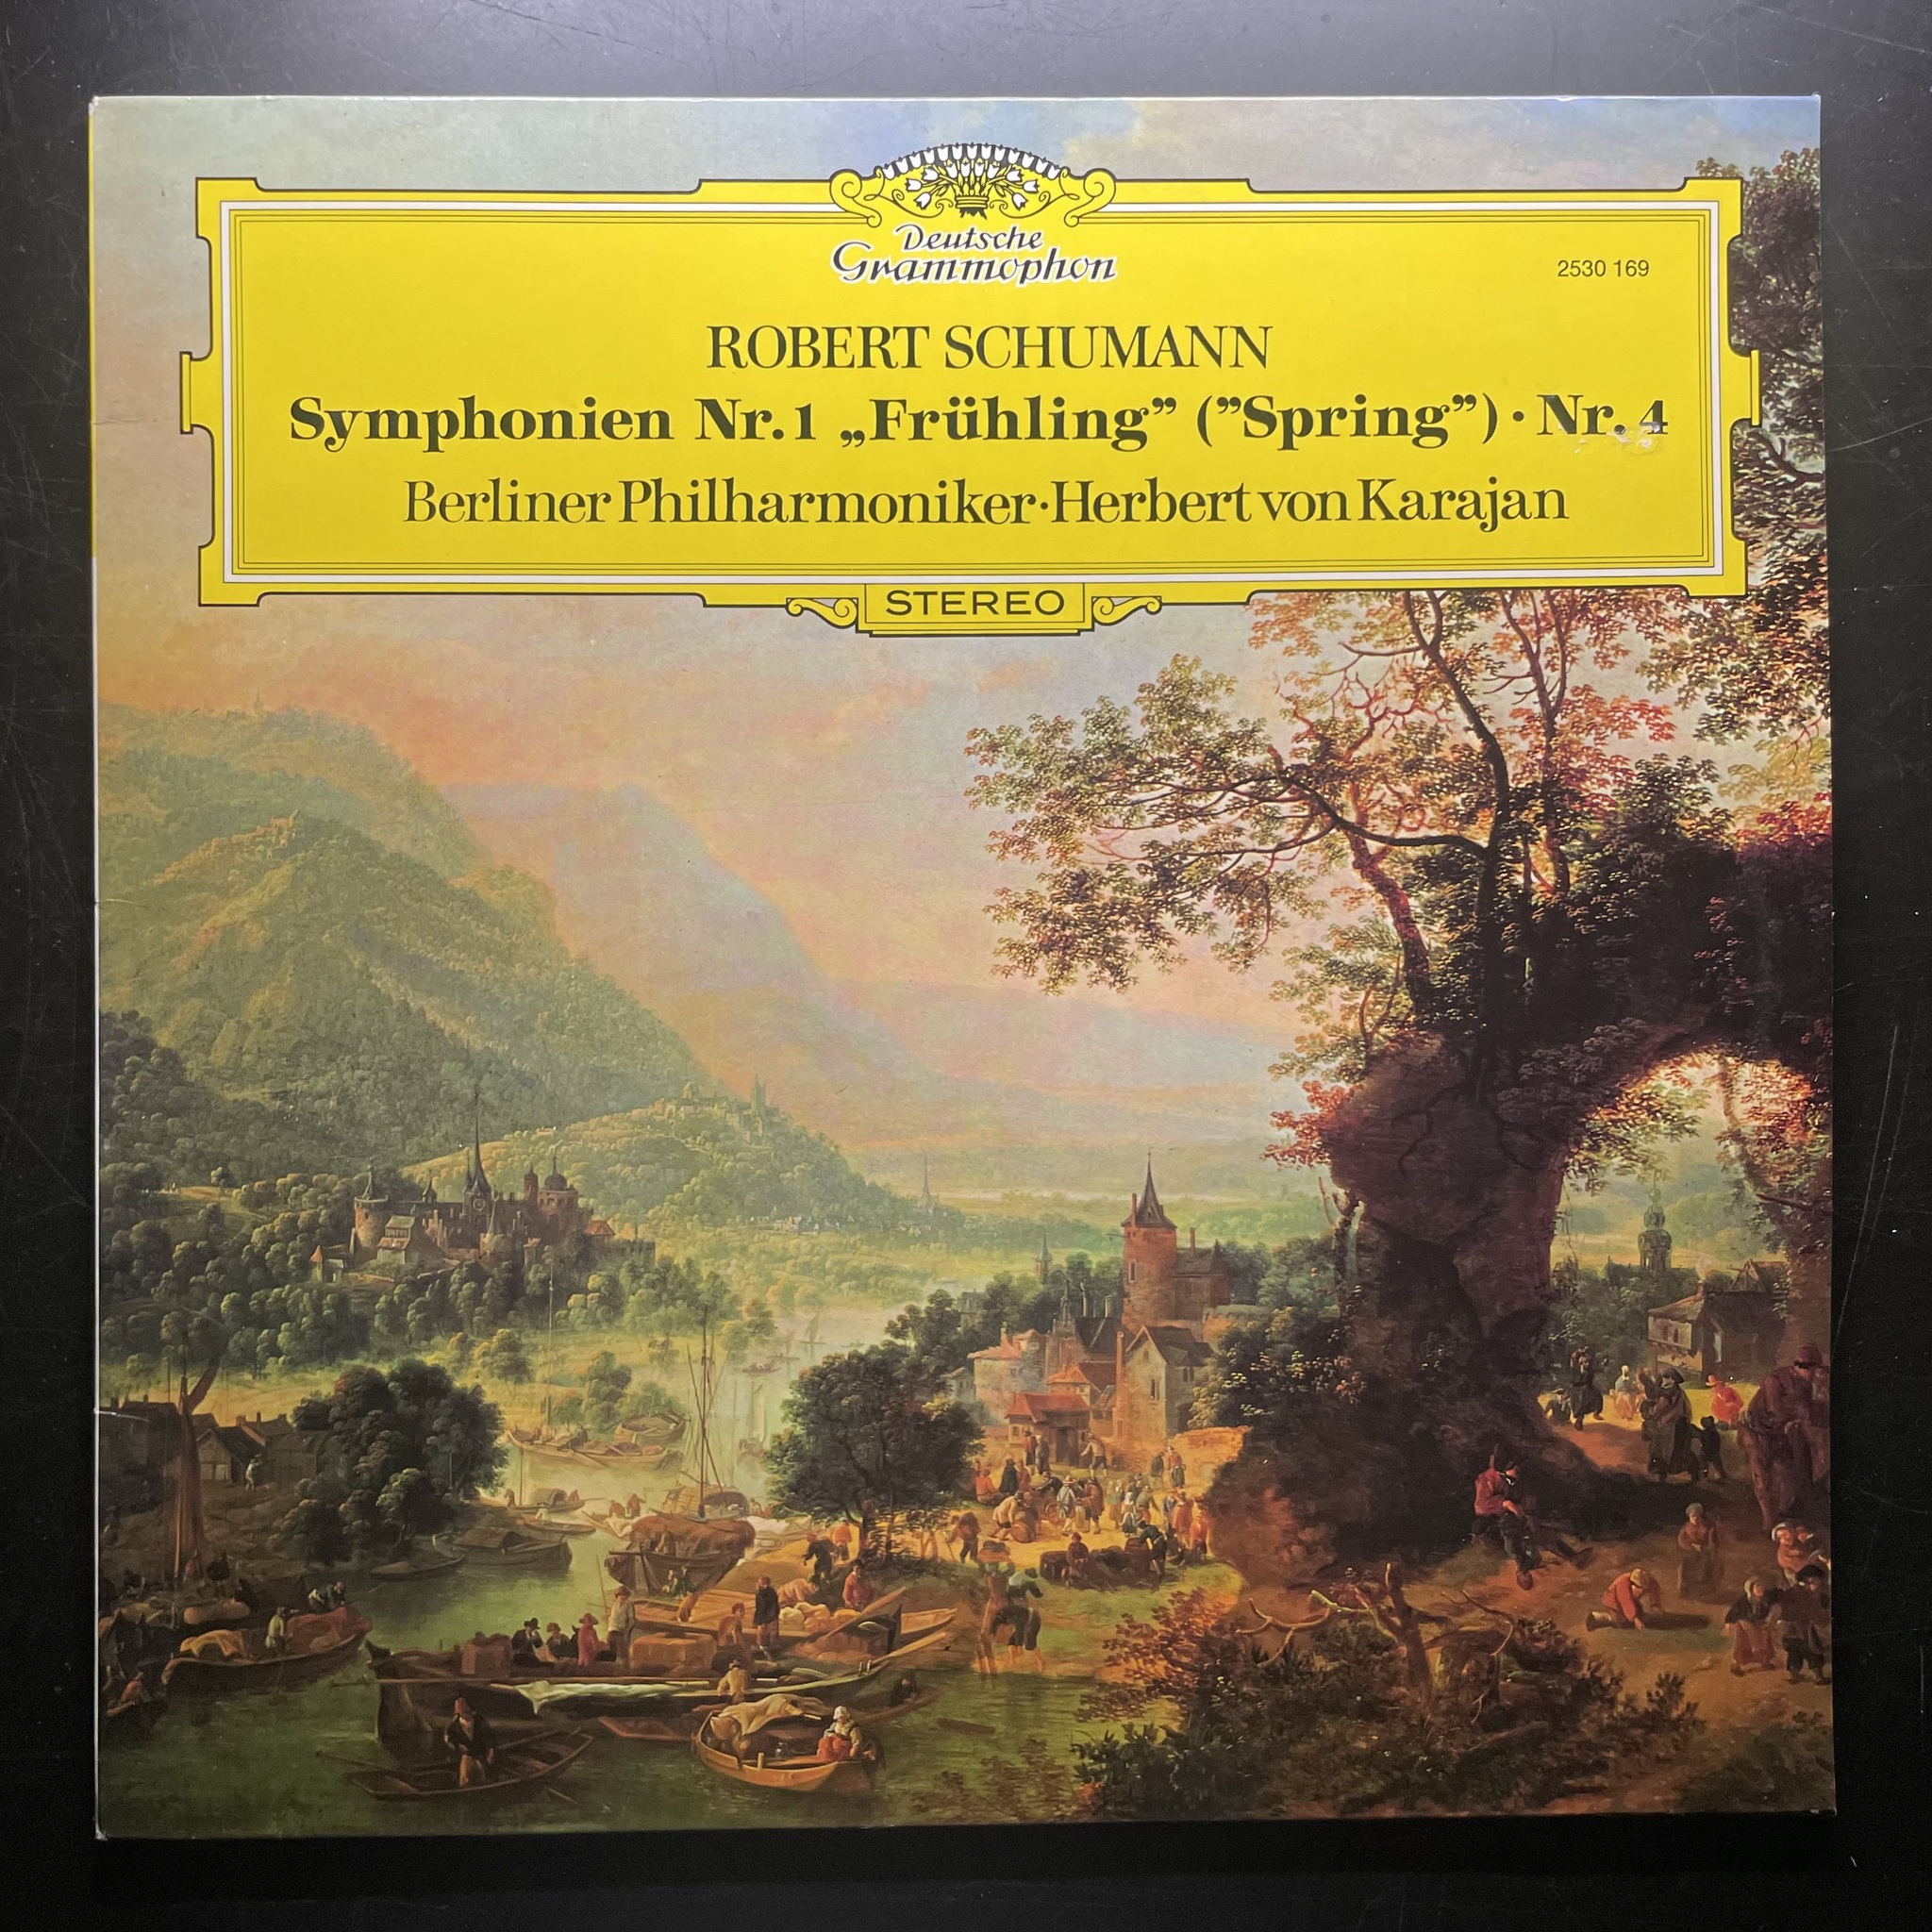 Deutsche
Grammophon
2530 169
ROBERT SCHUMANN
Symphonien Nr. 1 „Frühling” (”Spring”) · Nr. 4
Berliner Philharmoniker · Herbert von Karajan
STEREO